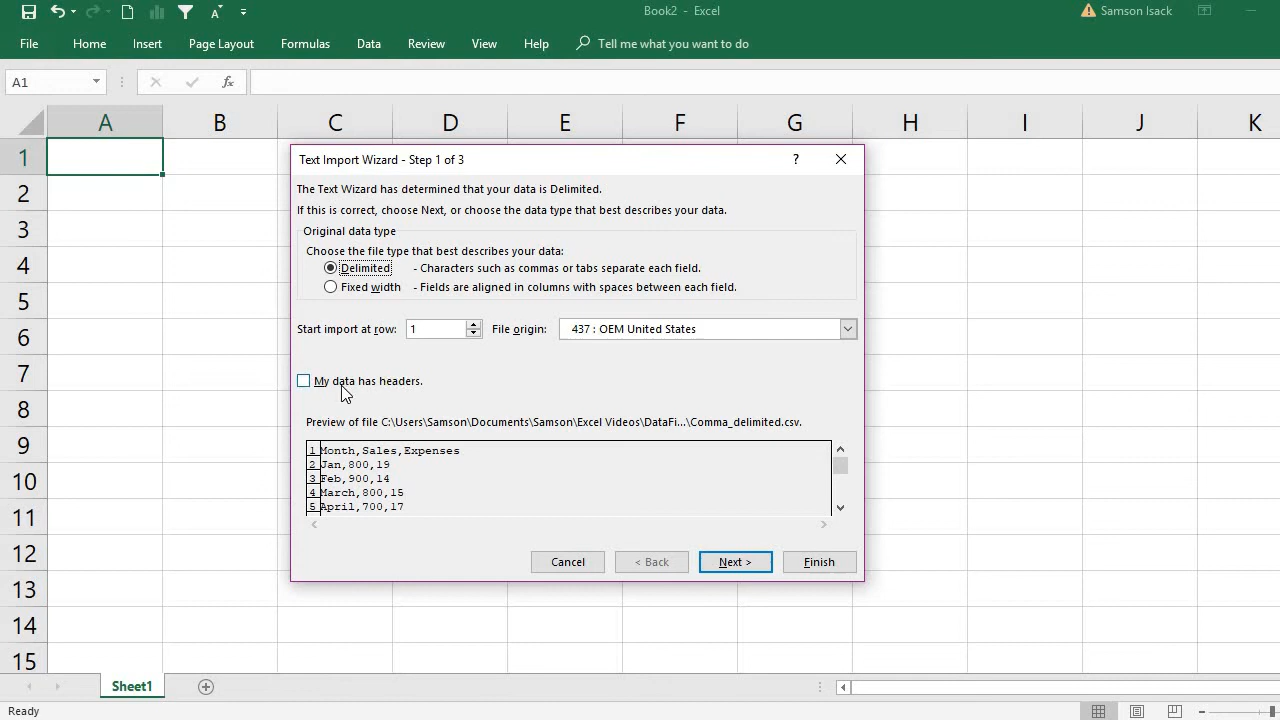 Book2 - Excel
Samson Isack
File Home Insert Page Layout Formulas Data Review View Help Tell me what you want to do
A1
fx
A B C D E F G H I J K
1
2
3
4
5
6
7
8
9
10
11
12
13
14
15
Text Import Wizard - Step 1 of 3
?
The Text Wizard has determined that your data is Delimited.
If this is correct, choose Next, or choose the data type that best describes your data.
Original data type
Choose the file type that best describes your data:
Delimited - Characters such as commas or tabs separate each field.
Fixed width - Fields are aligned in columns with spaces between each field.
Start import at row: 1 File origin: 437 : OEM United States
My data has headers.
Preview of file C:\Users\Samson\Documents\Samson\Excel Videos\DataFi...\Comma_delimited.csv.
1 Month,Sales,Expenses
2 Jan,800,19
3 Feb,900,14
4 March,800,15
5 April,700,17
Cancel < Back Next > Finish
Sheet1
Ready